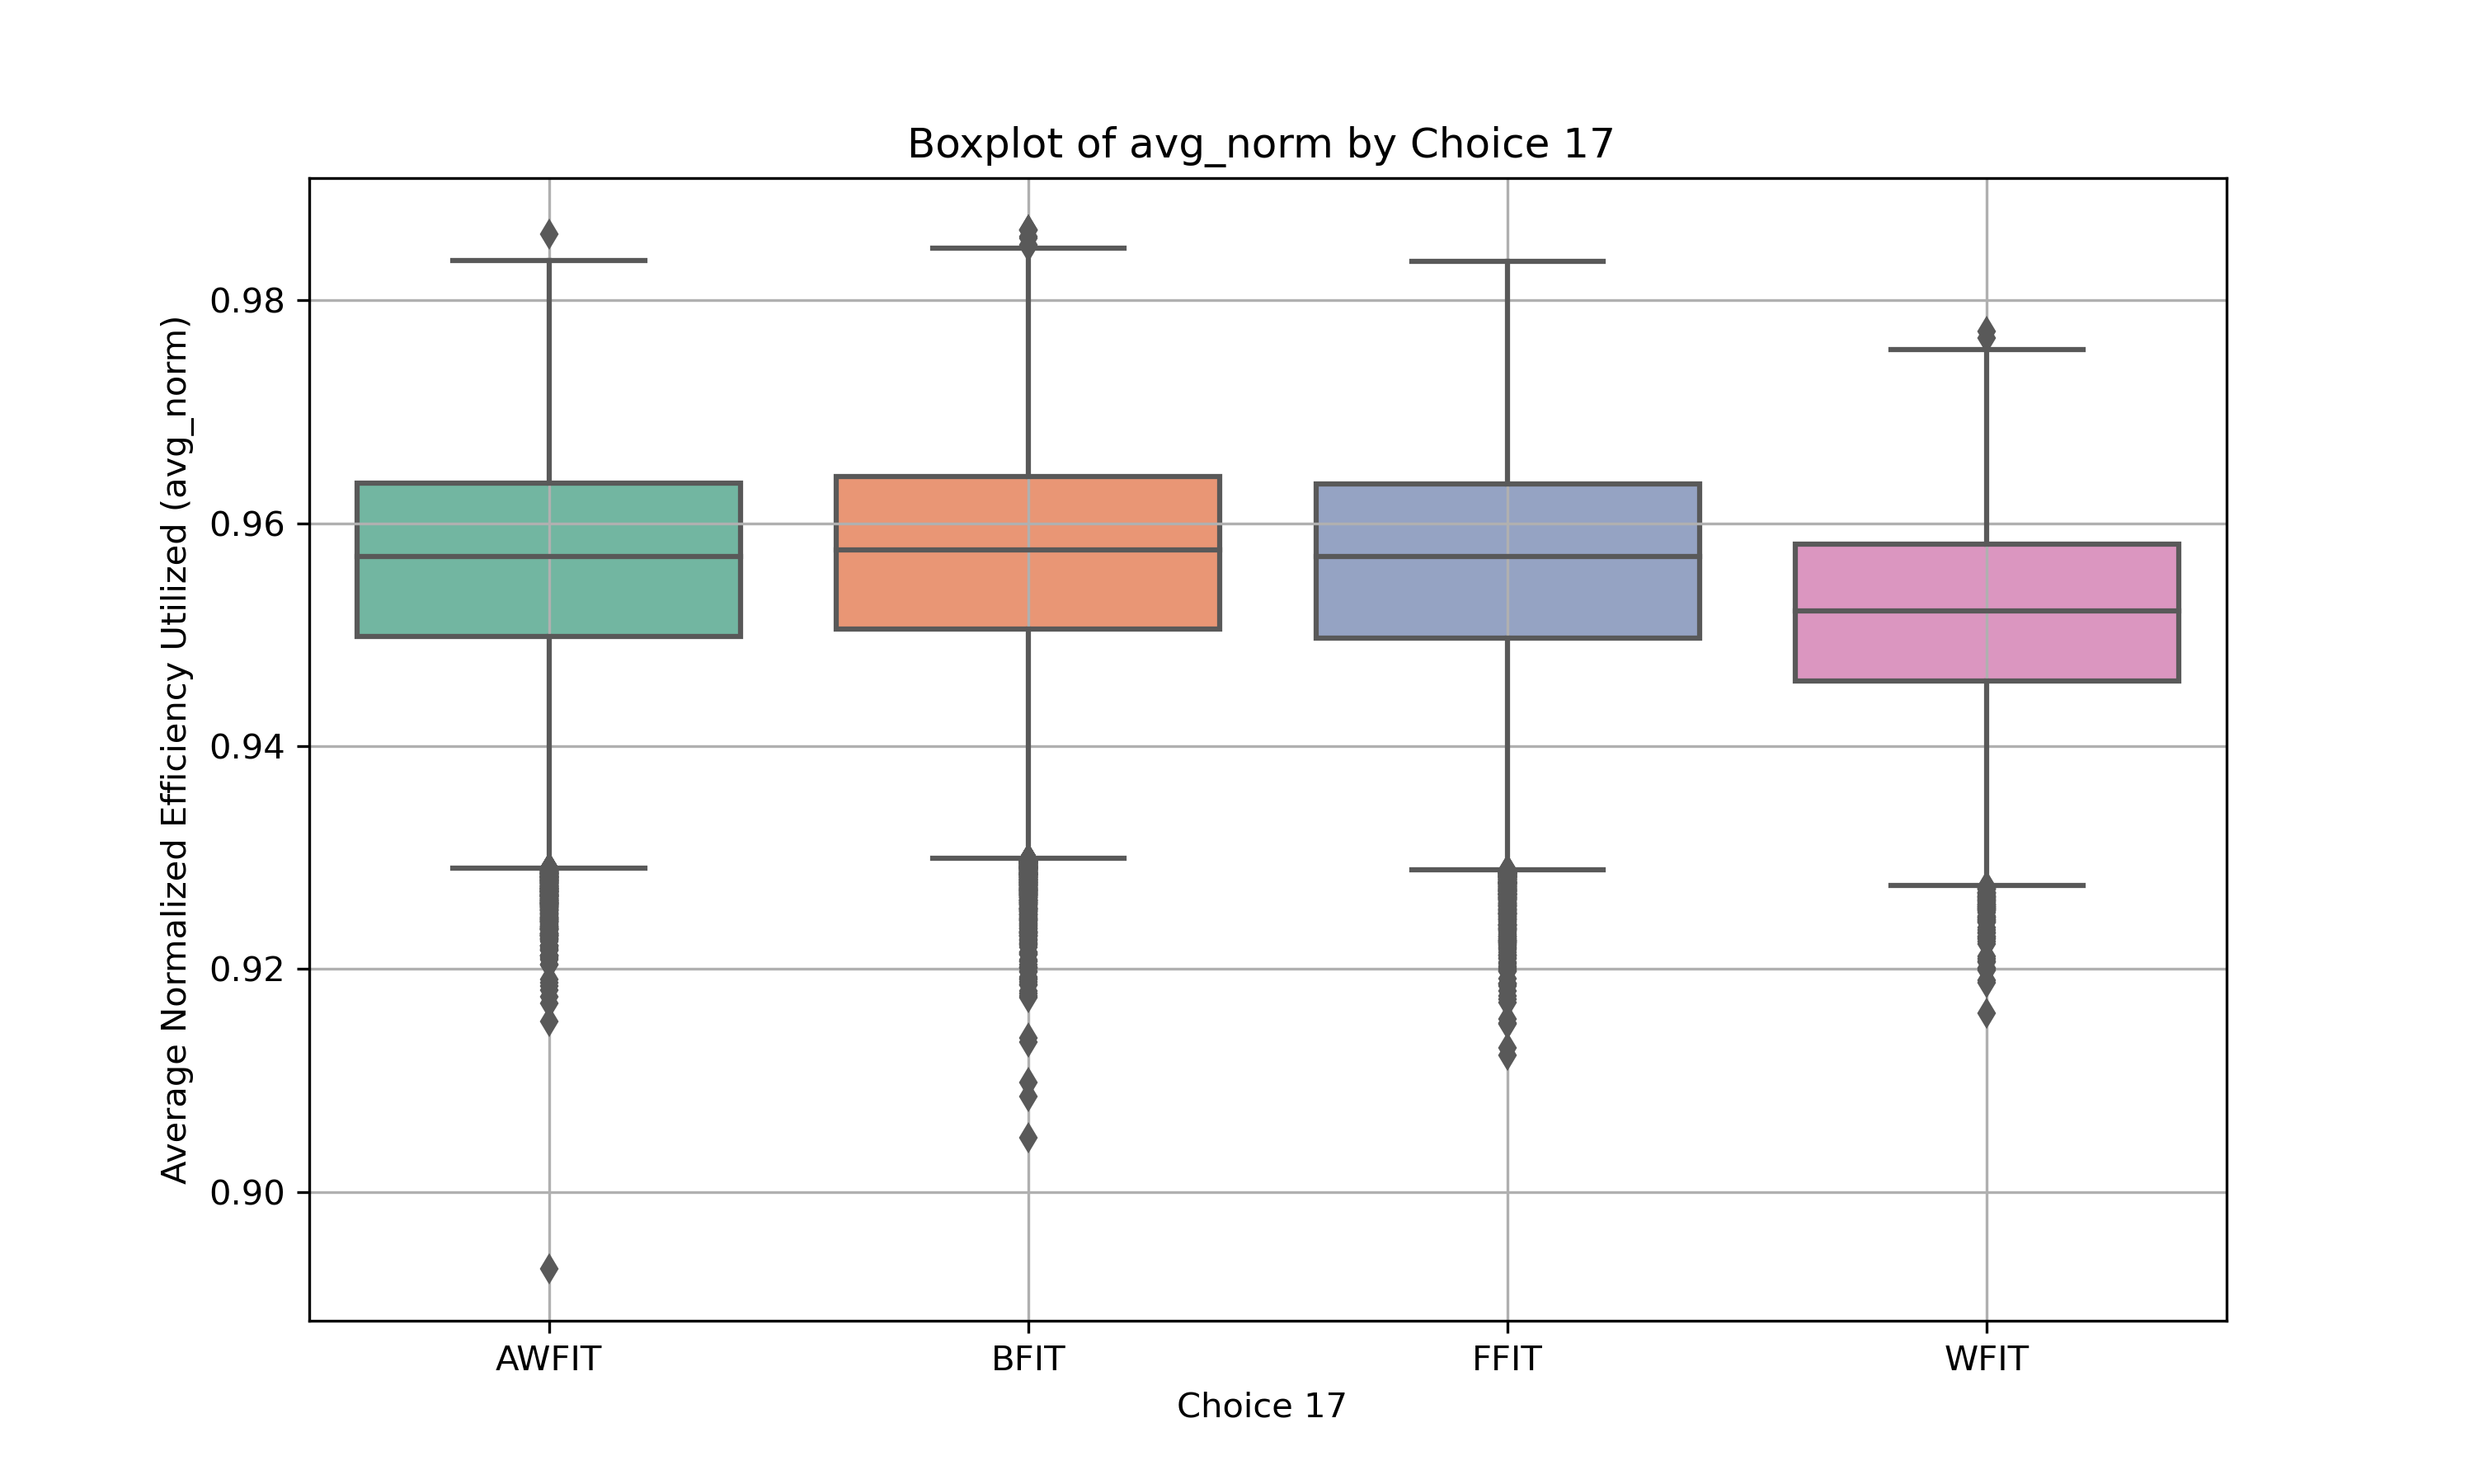 Boxplot of avg_norm by Choice 17
Average Normalized Efficiency Utilized (avg_norm)
0.98
0.96
0.94
0.92
0.90
AWFIT BFIT FFIT WFIT
Choice 17